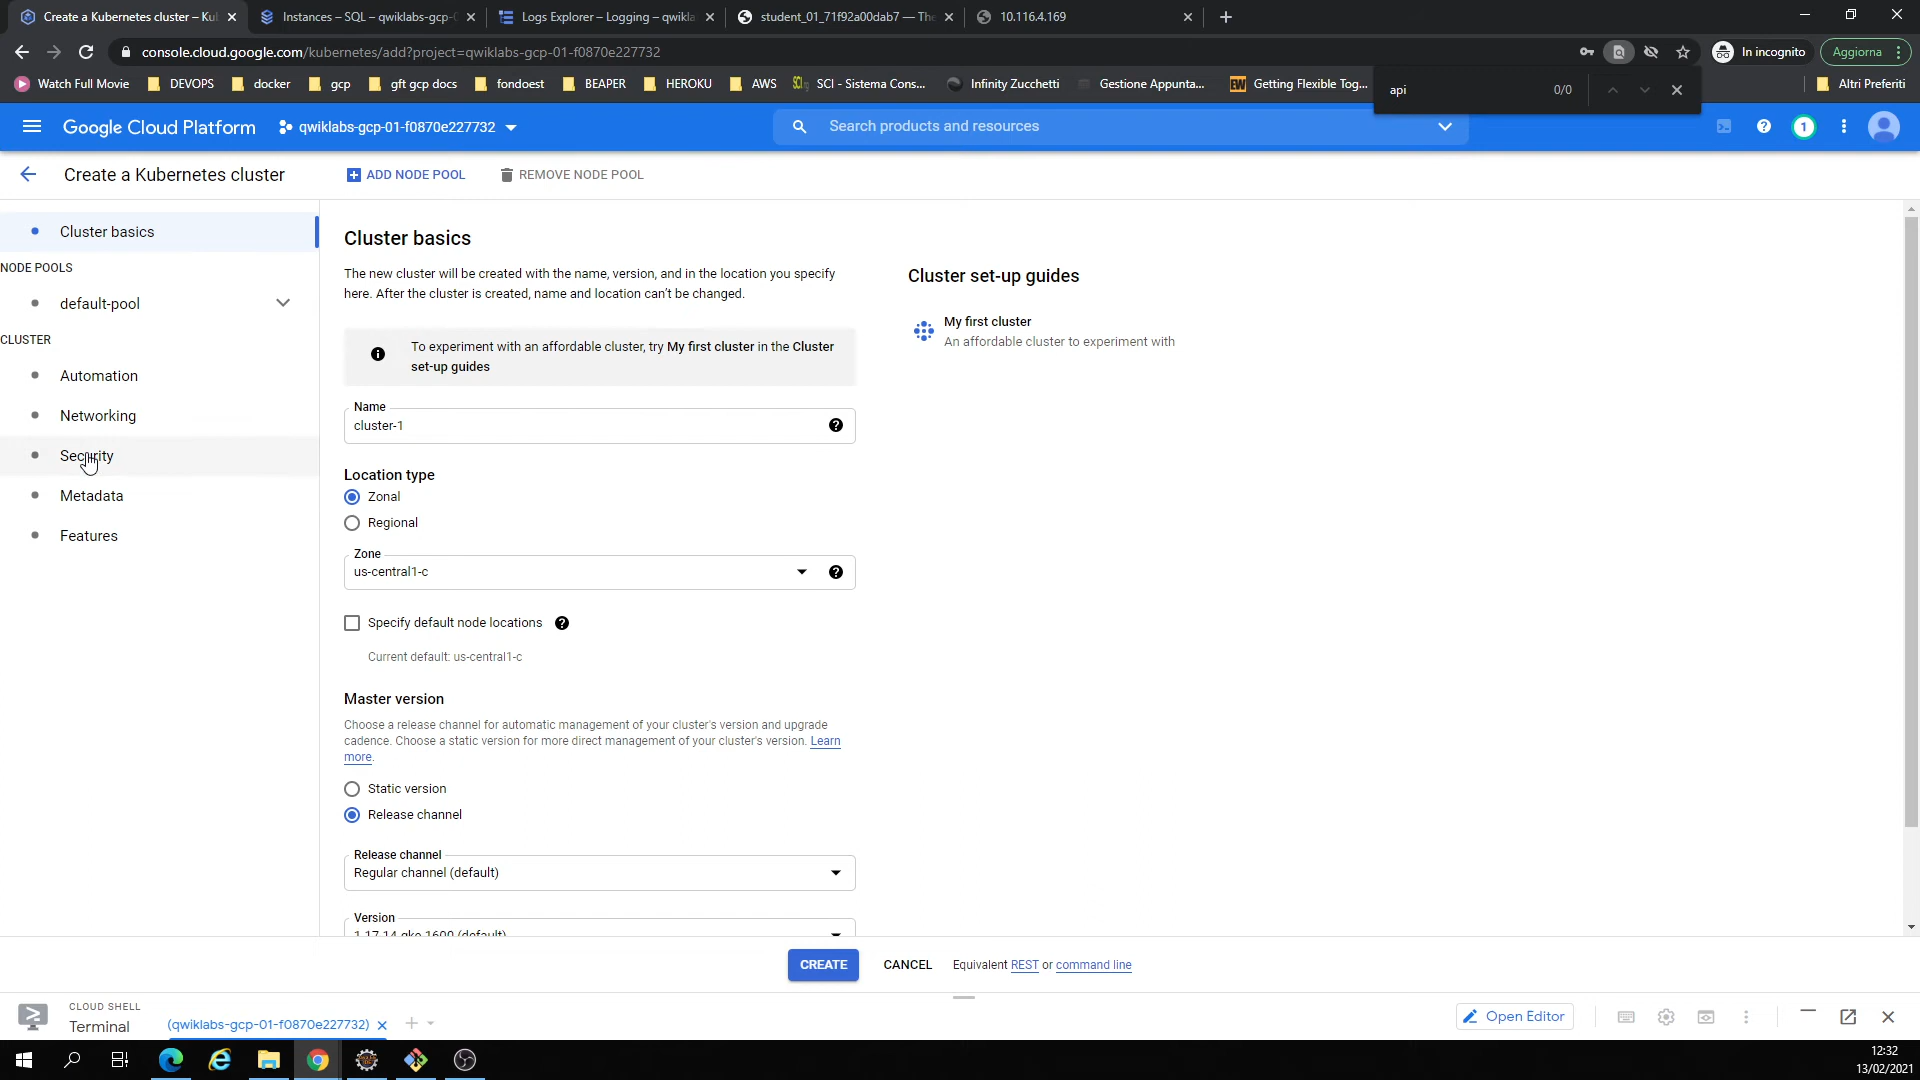 Create a Kubernetes cluster – Ku
Instances – SQL – qwiklabs-gcp-
Logs Explorer – Logging – qwikla
student_01_71f92a00dab7 — The
10.116.4.169
console.cloud.google.com/kubernetes/add?project=qwiklabs-gcp-01-f0870e227732
In incognito
Aggiorna
Watch Full Movie
DEVOPS
docker
gcp
gft gcp docs
fondoest
BEAPER
HEROKU
AWS
SCI - Sistema Cons...
Infinity Zucchetti
Gestione Appunta...
Getting Flexible Tog...
Altri Preferiti
api
0/0
Google Cloud Platform
qwiklabs-gcp-01-f0870e227732
Search products and resources
1
Create a Kubernetes cluster
ADD NODE POOL
REMOVE NODE POOL
Cluster basics
NODE POOLS
default-pool
CLUSTER
Automation
Networking
Security
Metadata
Features
Cluster basics
The new cluster will be created with the name, version, and in the location you specify
here. After the cluster is created, name and location can't be changed.
To experiment with an affordable cluster, try My first cluster in the Cluster
set-up guides
Name
cluster-1
Location type
Zonal
Regional
Zone
us-central1-c
Specify default node locations
Current default: us-central1-c
Master version
Choose a release channel for automatic management of your cluster's version and upgrade
cadence. Choose a static version for more direct management of your cluster's version. Learn
more.
Static version
Release channel
Release channel
Regular channel (default)
Version
1.17.14-gke.1600 (default)
Cluster set-up guides
My first cluster
An affordable cluster to experiment with
CREATE
CANCEL
Equivalent REST or command line
CLOUD SHELL
Terminal
(qwiklabs-gcp-01-f0870e227732)
Open Editor
12:32
13/02/2021